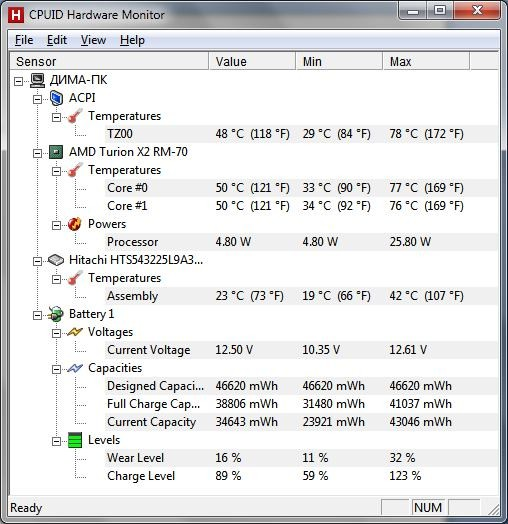 H CPUID Hardware Monitor
File Edit View Help
Sensor Value Min Max
ДИМА-ПК
ACPI
Temperatures
TZ00 48 °C (118 °F) 29 °C (84 °F) 78 °C (172 °F)
AMD Turion X2 RM-70
Temperatures
Core #0 50 °C (121 °F) 33 °C (90 °F) 77 °C (169 °F)
Core #1 50 °C (121 °F) 34 °C (92 °F) 76 °C (169 °F)
Powers
Processor 4.80 W 4.80 W 25.80 W
Hitachi HTS543225L9A3...
Temperatures
Assembly 23 °C (73 °F) 19 °C (66 °F) 42 °C (107 °F)
Battery 1
Voltages
Current Voltage 12.50 V 10.35 V 12.61 V
Capacities
Designed Capaci... 46620 mWh 46620 mWh 46620 mWh
Full Charge Cap... 38806 mWh 31480 mWh 41037 mWh
Current Capacity 34643 mWh 23921 mWh 43046 mWh
Levels
Wear Level 16 % 11 % 32 %
Charge Level 89 % 59 % 123 %
Ready NUM